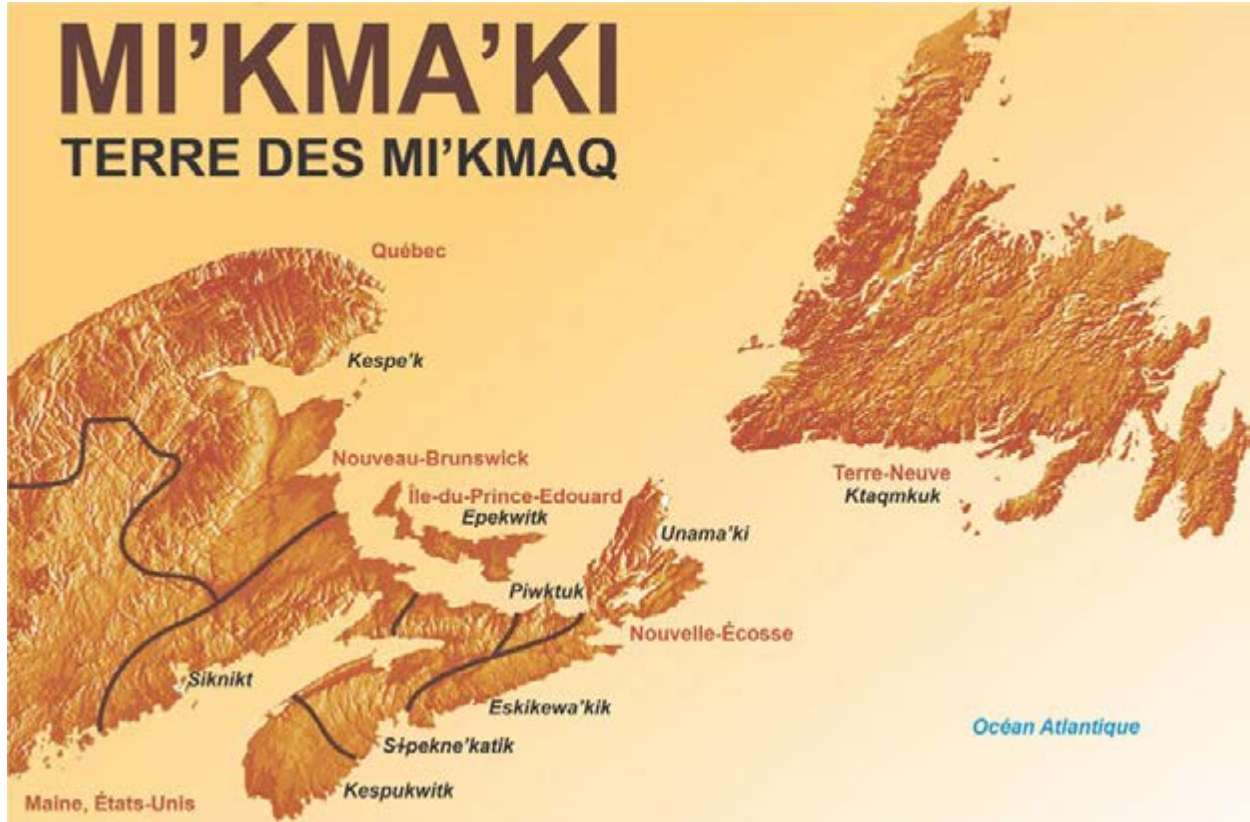 MI’KMA’KI
TERRE DES MI’KMAQ
Québec
Kespe’k
Nouveau-Brunswick
Île-du-Prince-Edouard
Epekwitk
Terre-Neuve
Ktaqmkuk
Unama’ki
Piwktuk
Nouvelle-Écosse
Siknikt
Eskikewa’kik
Océan Atlantique
Sɨpekne’katik
Kespukwitk
Maine, États-Unis